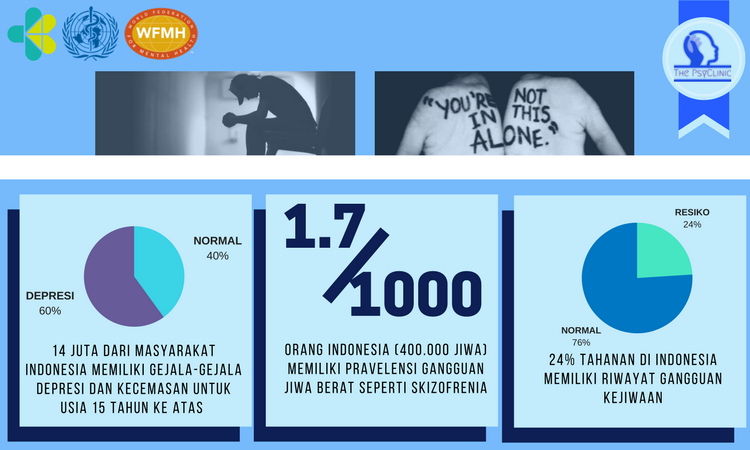 WORLD FEDERATION
FOR MENTAL HEALTH
WFMH
The PsyClinic
"YOU'RE NOT
IN THIS
ALONE."
NORMAL
40%
DEPRESI
60%
14 JUTA DARI MASYARAKAT
INDONESIA MEMILIKI GEJALA-GEJALA
DEPRESI DAN KECEMASAN UNTUK
USIA 15 TAHUN KE ATAS
1.7/1000
ORANG INDONESIA (400.000 JIWA)
MEMILIKI PRAVELENSI GANGGUAN
JIWA BERAT SEPERTI SKIZOFRENIA
RESIKO
24%
NORMAL
76%
24% TAHANAN DI INDONESIA
MEMILIKI RIWAYAT GANGGUAN
KEJIWAAN